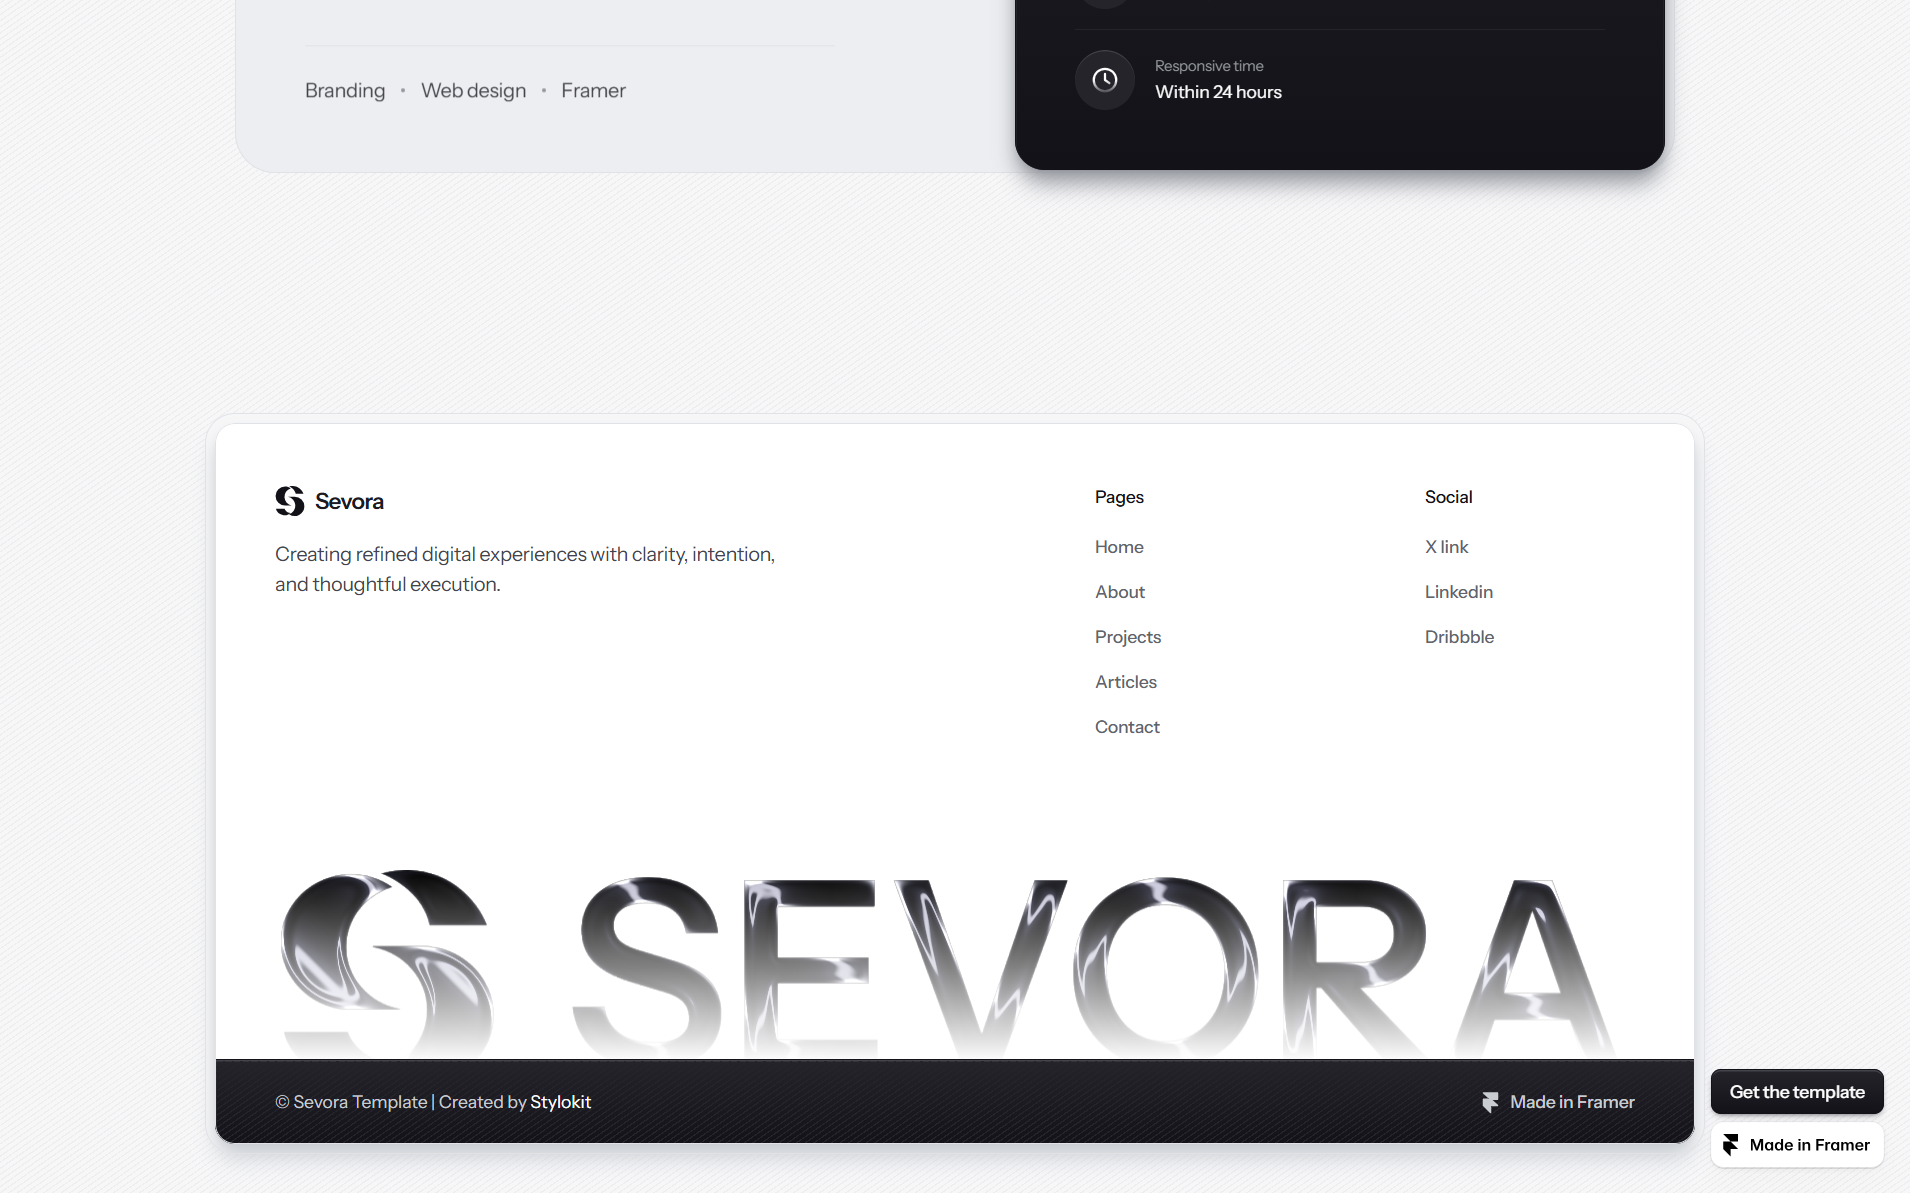 Branding • Web design • Framer
Responsive time
Within 24 hours
Sevora
Creating refined digital experiences with clarity, intention,
and thoughtful execution.
Pages
Home
About
Projects
Articles
Contact
Social
X link
Linkedin
Dribbble
SEVORA
© Sevora Template | Created by Stylokit
Made in Framer
Get the template
Made in Framer